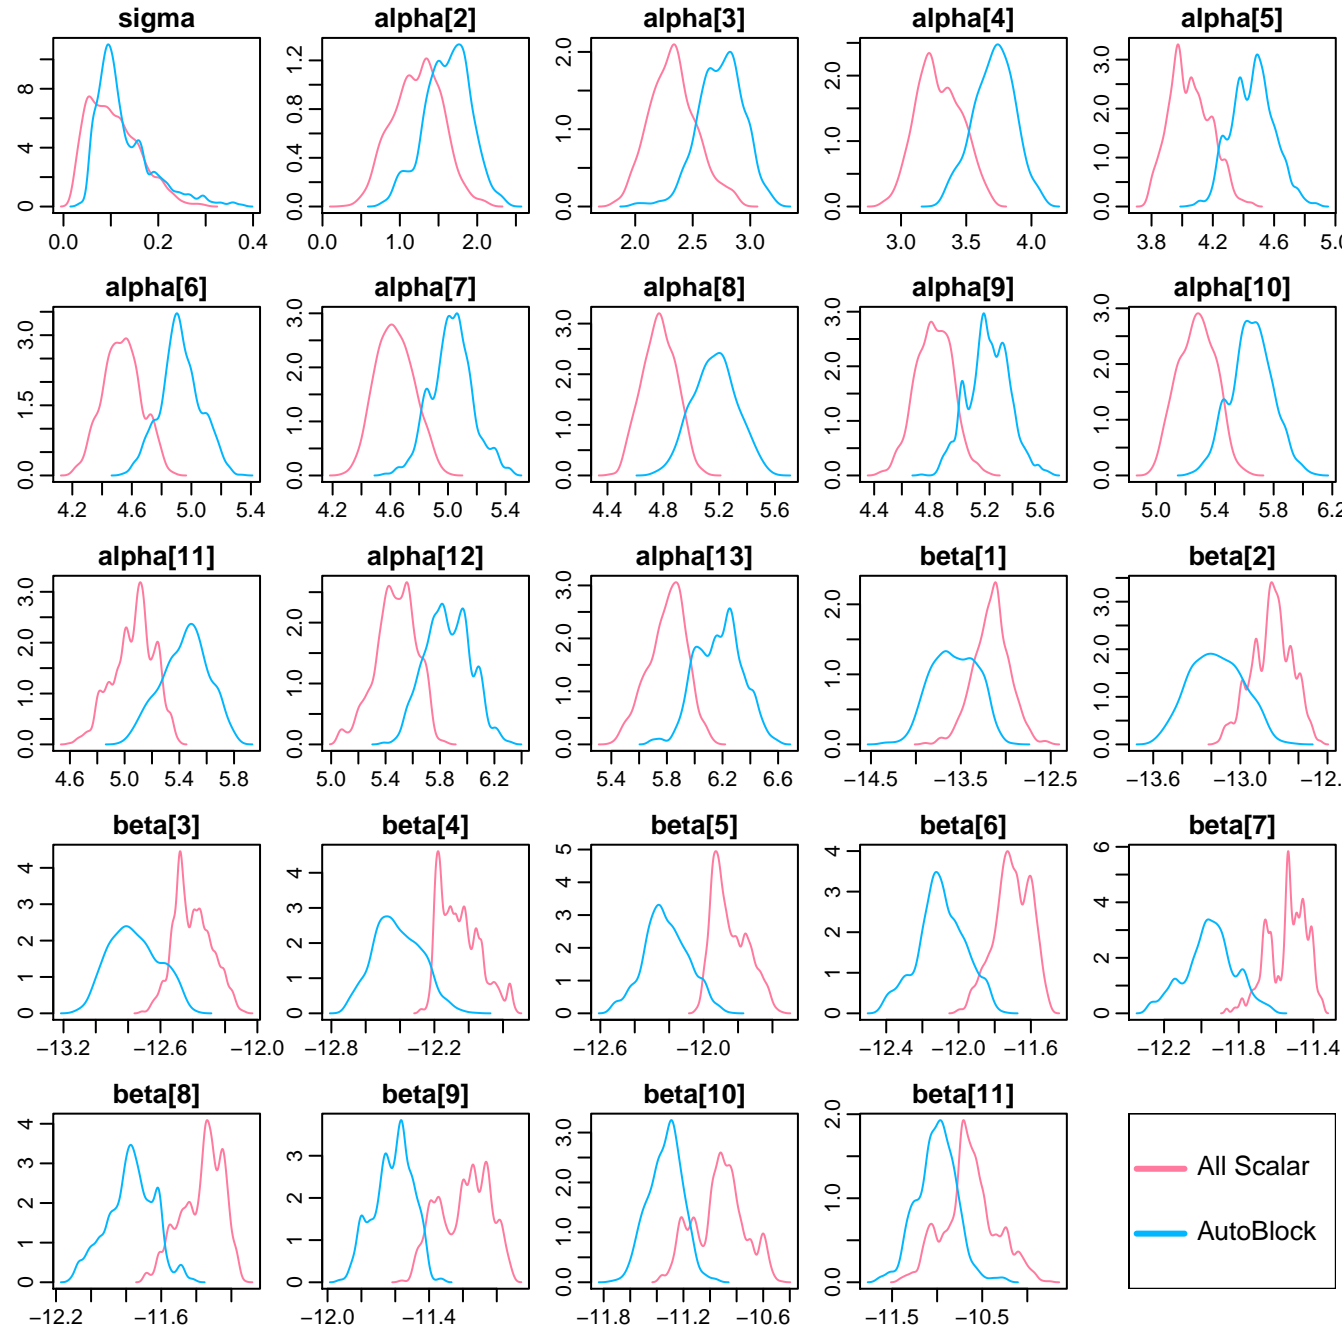 sigma alpha[2] alpha[3] alpha[4] alpha[5]
0 4 8 0.0 0.4 0.8 1.2 0.0 1.0 2.0 0.0 1.0 2.0 0.0 1.0 2.0 3.0
0.0 0.2 0.4 0.0 1.0 2.0 2.0 2.5 3.0 3.0 3.5 4.0 3.8 4.2 4.6 5.0
alpha[6] alpha[7] alpha[8] alpha[9] alpha[10]
0.0 1.5 3.0 0.0 1.0 2.0 3.0 0.0 1.0 2.0 3.0 0.0 1.0 2.0 3.0 0.0 1.0 2.0
4.2 4.6 5.0 5.4 4.2 4.6 5.0 5.4 4.4 4.8 5.2 5.6 4.4 4.8 5.2 5.6 5.0 5.4 5.8 6.2
alpha[11] alpha[12] alpha[13] beta[1] beta[2]
0.0 1.0 2.0 3.0 0.0 1.0 2.0 0.0 1.0 2.0 3.0 0.0 1.0 2.0 0.0 1.0 2.0 3.0
4.6 5.0 5.4 5.8 5.0 5.4 5.8 6.2 5.4 5.8 6.2 6.6 −14.5 −13.5 −12.5 −13.6 −13.0 −12.
beta[3] beta[4] beta[5] beta[6] beta[7]
0 1 2 3 4 0 1 2 3 4 0 1 2 3 4 5 0 1 2 3 4 0 2 4 6
−13.2 −12.6 −12.0 −12.8 −12.2 −12.6 −12.0 −12.4 −12.0 −11.6 −12.2 −11.8 −11.4
beta[8] beta[9] beta[10] beta[11]
0 1 2 3 4 0 1 2 3 0.0 1.0 2.0 3.0 0.0 1.0 2.0
−12.2 −11.6 −12.0 −11.4 −11.8 −11.2 −10.6 −11.5 −10.5
All Scalar
AutoBlock